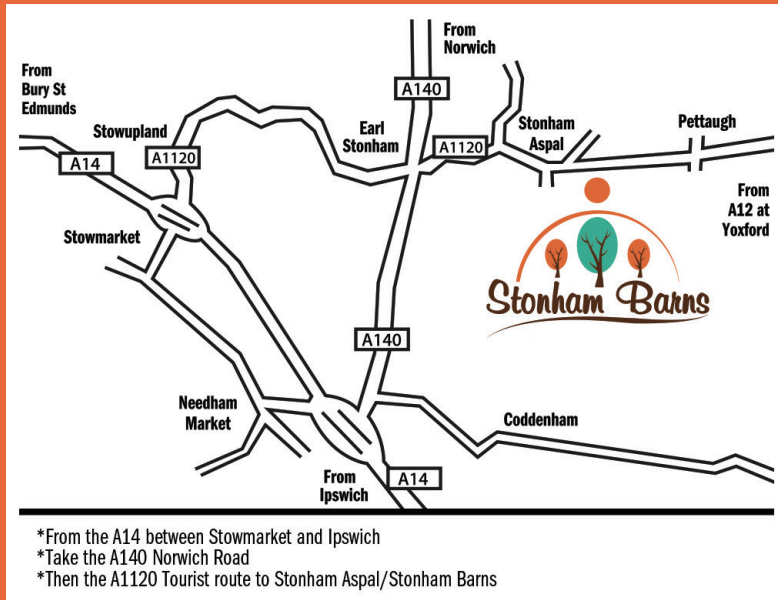 From
Norwich
From
Bury St
Edmunds
A140
Stowupland
Earl
Stonham
A1120
Stonham
Aspal
Pettaugh
A14
A1120
From
A12 at
Yoxford
Stowmarket
Stonham Barns
A140
Needham
Market
Coddenham
From
Ipswich
A14
*From the A14 between Stowmarket and Ipswich
*Take the A140 Norwich Road
*Then the A1120 Tourist route to Stonham Aspal/Stonham Barns